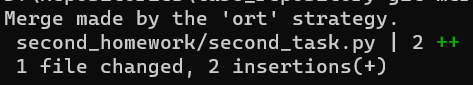 Merge made by the 'ort' strategy.
second_homework/second_task.py | 2 ++
1 file changed, 2 insertions(+)